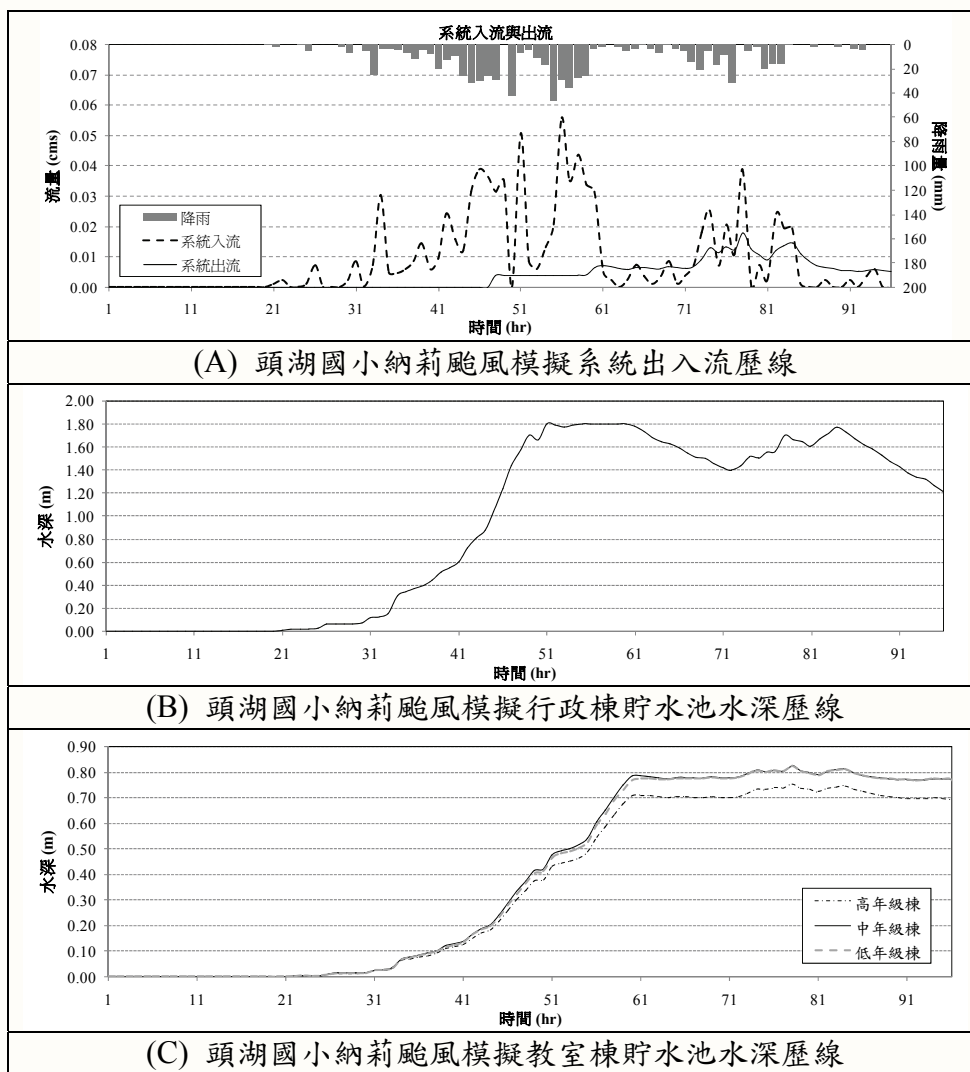 系統入流與出流
0.08
0.07
0.06
0.05
0.04
0.03
0.02
0.01
0.00
流量 (cms)
0
20
40
60
80
100
120
140
160
180
200
降雨量 (mm)
降雨
系統入流
系統出流
1 11 21 31 41 51 61 71 81 91
時間 (hr)
(A) 頭湖國小納莉颱風模擬系統出入流歷線
2.00
1.80
1.60
1.40
1.20
1.00
0.80
0.60
0.40
0.20
0.00
水深 (m)
1 11 21 31 41 51 61 71 81 91
時間 (hr)
(B) 頭湖國小納莉颱風模擬行政棟貯水池水深歷線
0.90
0.80
0.70
0.60
0.50
0.40
0.30
0.20
0.10
0.00
水深 (m)
高年級棟
中年級棟
低年級棟
1 11 21 31 41 51 61 71 81 91
時間 (hr)
(C) 頭湖國小納莉颱風模擬教室棟貯水池水深歷線